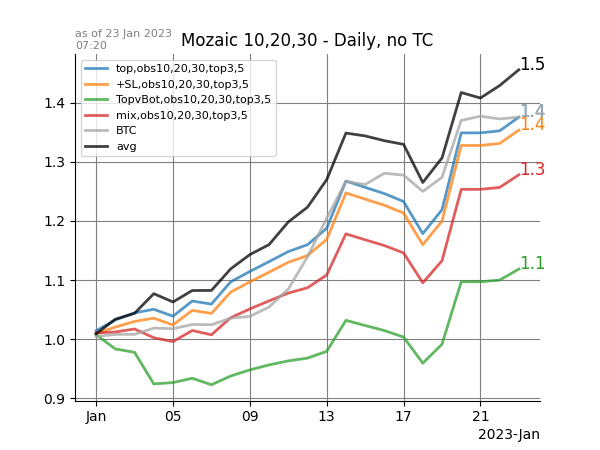 as of 23 Jan 2023
07:20
Mozaic 10,20,30 - Daily, no TC
top,obs10,20,30,top3,5
+SL,obs10,20,30,top3,5
TopvBot,obs10,20,30,top3,5
mix,obs10,20,30,top3,5
BTC
avg
1.5
1.4
1.4
1.3
1.1
1.4
1.3
1.2
1.1
1.0
0.9
Jan
05
09
13
17
21
2023-Jan